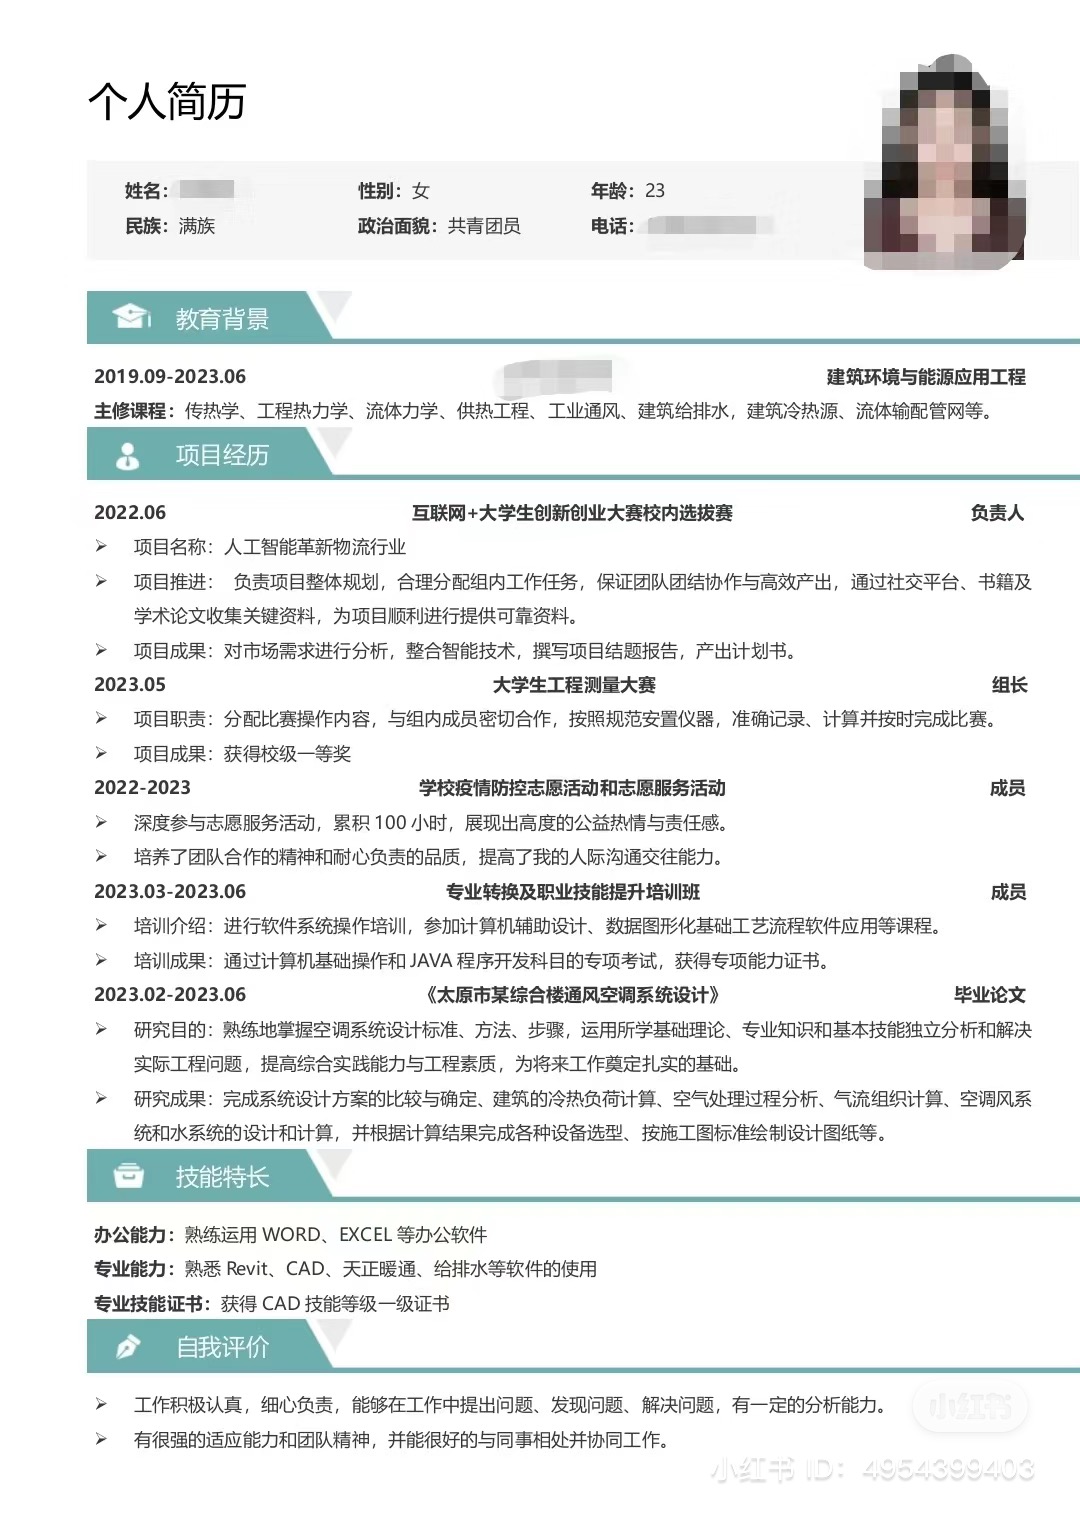 个人简历
姓名： 性别：女 年龄：23
民族：满族 政治面貌：共青团员 电话：
教育背景
2019.09-2023.06 建筑环境与能源应用工程
主修课程：传热学、工程热力学、流体力学、供热工程、工业通风、建筑给排水，建筑冷热源、流体输配管网等。
项目经历
2022.06 互联网+大学生创新创业大赛校内选拔赛 负责人
➢ 项目名称：人工智能革新物流行业
➢ 项目推进： 负责项目整体规划，合理分配组内工作任务，保证团队团结协作与高效产出，通过社交平台、书籍及
学术论文收集关键资料，为项目顺利进行提供可靠资料。
➢ 项目成果：对市场需求进行分析，整合智能技术，撰写项目结题报告，产出计划书。
2023.05 大学生工程测量大赛 组长
➢ 项目职责：分配比赛操作内容，与组内成员密切合作，按照规范安置仪器，准确记录、计算并按时完成比赛。
➢ 项目成果：获得校级一等奖
2022-2023 学校疫情防控志愿活动和志愿服务活动 成员
➢ 深度参与志愿服务活动，累积 100 小时，展现出高度的公益热情与责任感。
➢ 培养了团队合作的精神和耐心负责的品质，提高了我的人际沟通交往能力。
2023.03-2023.06 专业转换及职业技能提升培训班 成员
➢ 培训介绍：进行软件系统操作培训，参加计算机辅助设计、数据图形化基础工艺流程软件应用等课程。
➢ 培训成果：通过计算机基础操作和 JAVA 程序开发科目的专项考试，获得专项能力证书。
2023.02-2023.06 《太原市某综合楼通风空调系统设计》 毕业论文
➢ 研究目的：熟练地掌握空调系统设计标准、方法、步骤，运用所学基础理论、专业知识和基本技能独立分析和解决
实际工程问题，提高综合实践能力与工程素质，为将来工作奠定扎实的基础。
➢ 研究成果：完成系统设计方案的比较与确定、建筑的冷热负荷计算、空气处理过程分析、气流组织计算、空调风系
统和水系统的设计和计算，并根据计算结果完成各种设备选型、按施工图标准绘制设计图纸等。
技能特长
办公能力：熟练运用 WORD、EXCEL 等办公软件
专业能力：熟悉 Revit、CAD、天正暖通、给排水等软件的使用
专业技能证书：获得 CAD 技能等级一级证书
自我评价
➢ 工作积极认真，细心负责，能够在工作中提出问题、发现问题、解决问题，有一定的分析能力。
➢ 有很强的适应能力和团队精神，并能很好的与同事相处并协同工作。
小红书
小红书 ID：4954399403